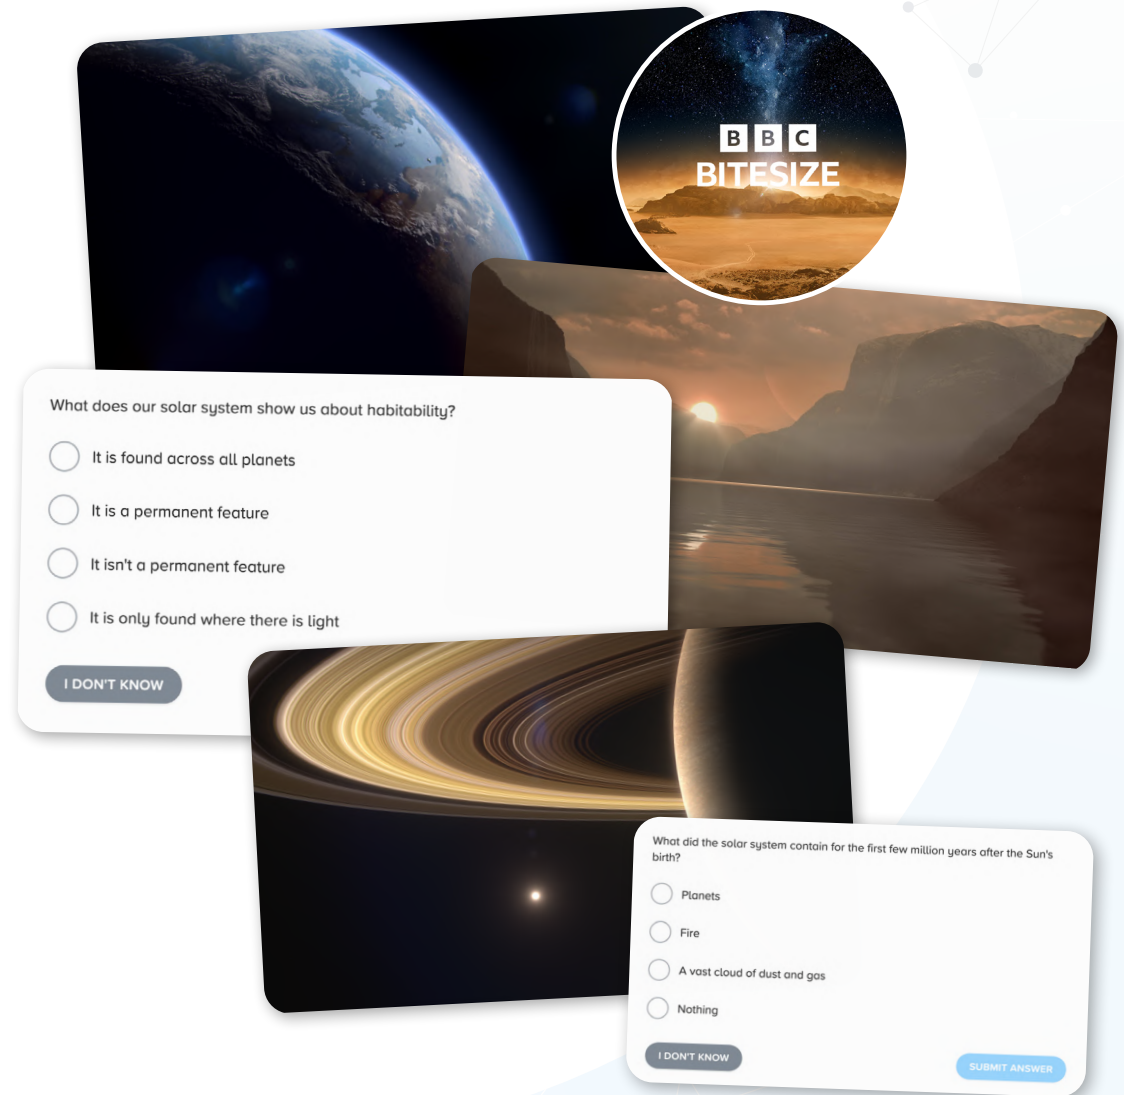 BBC
BITESIZE
What does our solar system show us about habitability?
It is found across all planets
It is a permanent feature
It isn't a permanent feature
It is only found where there is light
I DON'T KNOW
What did the solar system contain for the first few million years after the Sun's
birth?
Planets
Fire
A vast cloud of dust and gas
Nothing
I DON'T KNOW
SUBMIT ANSWER